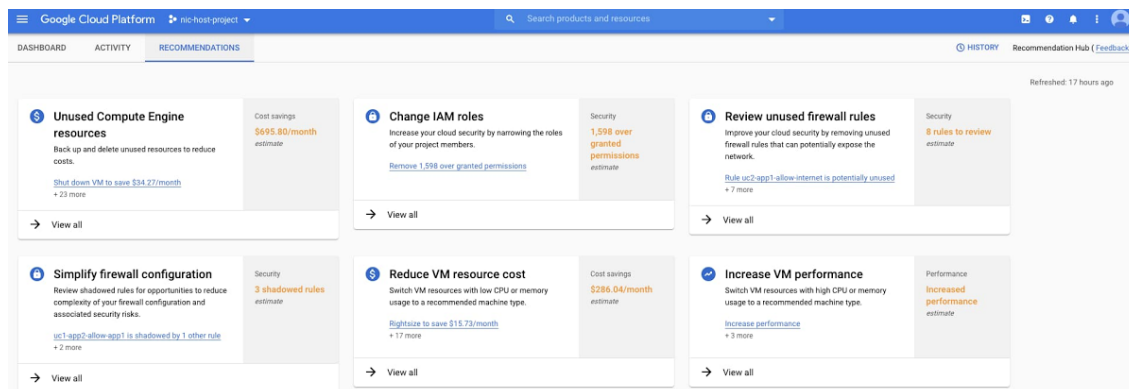 Google Cloud Platform nic-host-project Search products and resources
DASHBOARD ACTIVITY RECOMMENDATIONS HISTORY Recommendation Hub ( Feedback
Refreshed: 17 hours ago
Unused Compute Engine
resources
Back up and delete unused resources to reduce
costs.
Shut down VM to save $34.27/month
+ 23 more
Cost savings
$695.80/month
estimate
View all
Change IAM roles
Increase your cloud security by narrowing the roles
of your project members.
Remove 1,598 over granted permissions
Security
1,598 over
granted
permissions
estimate
View all
Review unused firewall rules
Improve your cloud security by removing unused
firewall rules that can potentially expose the
network.
Rule uc2-app1-allow-internet is potentially unused
+ 7 more
Security
8 rules to review
estimate
View all
Simplify firewall configuration
Review shadowed rules for opportunities to reduce
complexity of your firewall configuration and
associated security risks.
uc1-app2-allow-app1 is shadowed by 1 other rule
+ 2 more
Security
3 shadowed rules
estimate
View all
Reduce VM resource cost
Switch VM resources with low CPU or memory
usage to a recommended machine type.
Rightsize to save $15.73/month
+ 17 more
Cost savings
$286.04/month
estimate
View all
Increase VM performance
Switch VM resources with high CPU or memory
usage to a recommended machine type.
Increase performance
+ 3 more
Performance
Increased
performance
estimate
View all